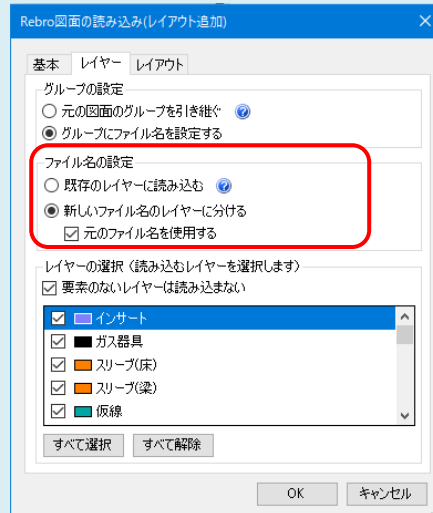 Rebro図面の読み込み(レイアウト追加)
基本 レイヤー レイアウト
グループの設定
元の図面のグループを引き継ぐ
グループにファイル名を設定する
ファイル名の設定
既存のレイヤーに読み込む
新しいファイル名のレイヤーに分ける
元のファイル名を使用する
レイヤーの選択 (読み込むレイヤーを選択します)
要素のないレイヤーは読み込まない
インサート
ガス器具
スリーブ(床)
スリーブ(梁)
仮線
すべて選択 すべて解除
OK キャンセル